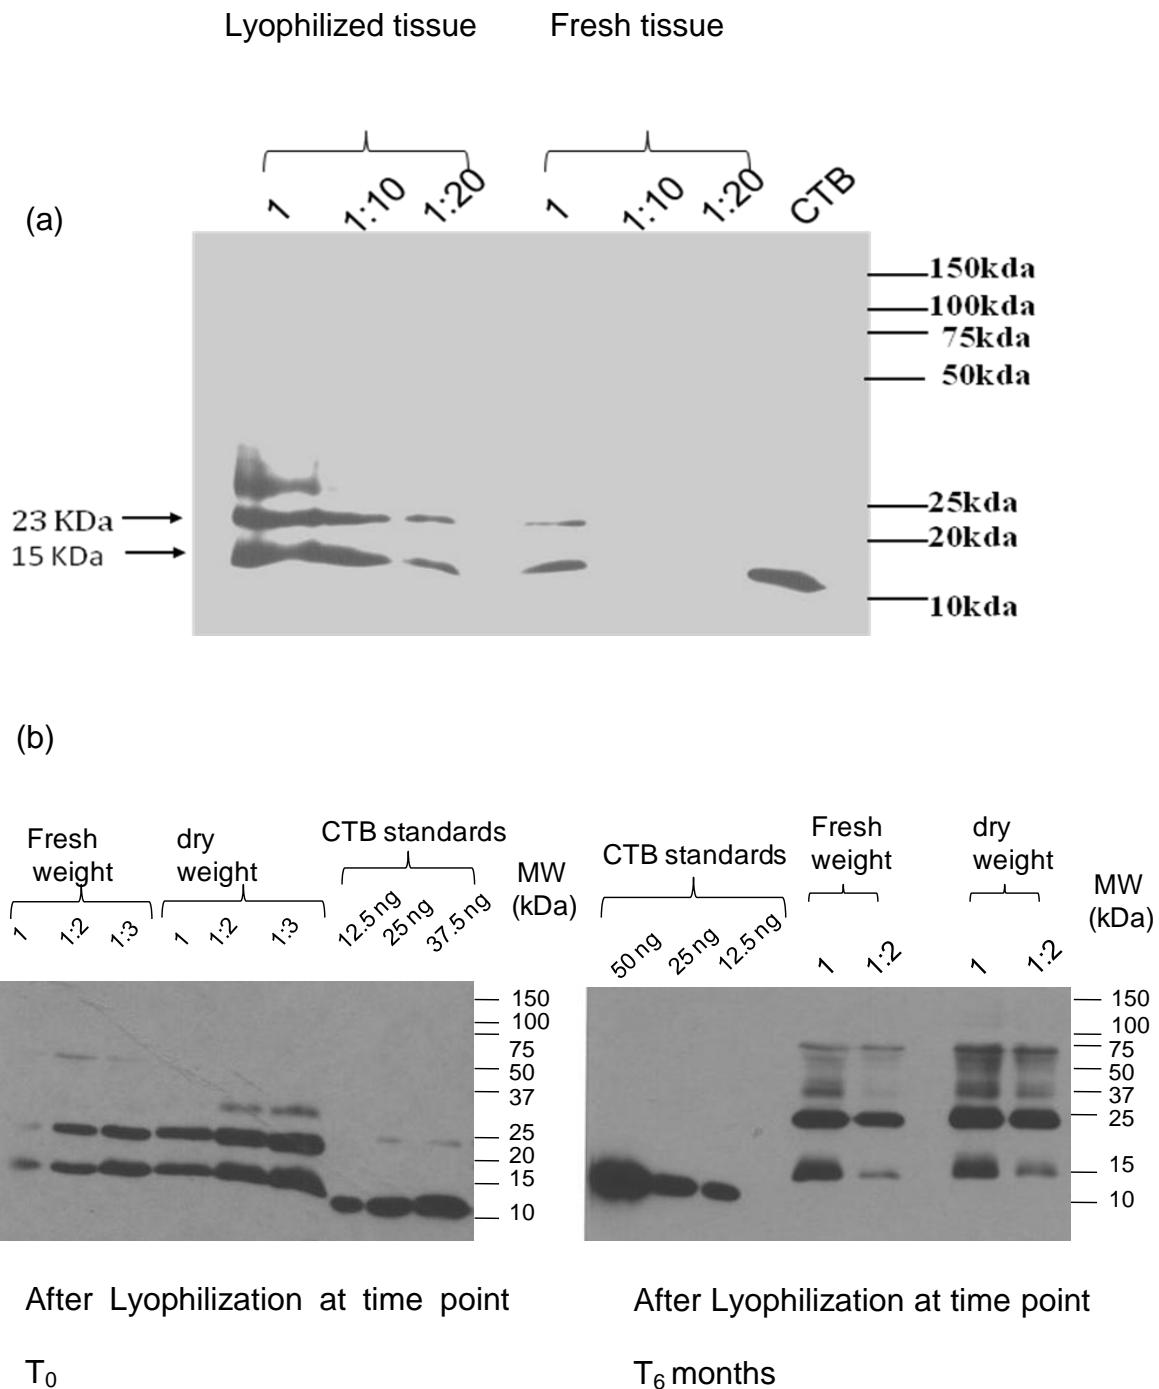 Lyophilized tissue Fresh tissue
(a)
1 1:10 1:20 1 1:10 1:20 CTB
150kda
100kda
75kda
50kda
25kda
23 KDa
20kda
15 KDa
10kda
(b)
Fresh weight
dry weight
CTB standards
MW (kDa)
1 1:2 1:3 1 1:2 1:3 12.5 ng 25 ng 37.5 ng
150
100
75
50
37
25
20
15
10
After Lyophilization at time point
T0
CTB standards
Fresh weight
dry weight
MW (kDa)
50 ng 25 ng 12.5 ng 1 1:2 1 1:2
150
100
75
50
37
25
15
10
After Lyophilization at time point
T6 months